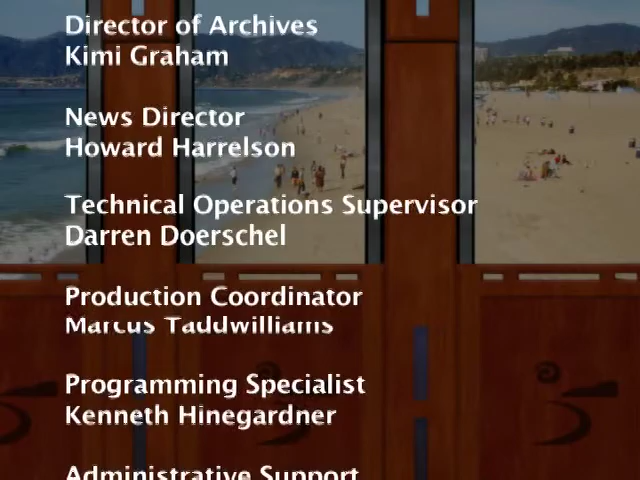 Director of Archives
Kimi Graham
News Director
Howard Harrelson
Technical Operations Supervisor
Darren Doerschel
Production Coordinator
Marcus Taddwilliams
Programming Specialist
Kenneth Hinegardner
Administrative Support